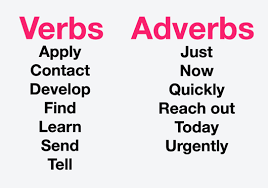 Verbs Adverbs
Apply Just
Contact Now
Develop Quickly
Find Reach out
Learn Today
Send Urgently
Tell